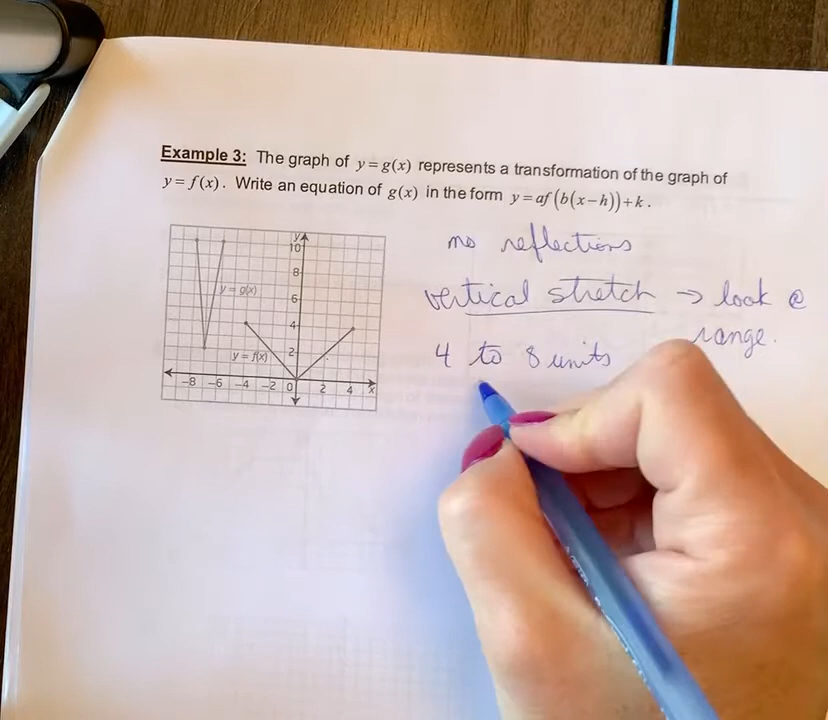 Example 3: The graph of y = g(x) represents a transformation of the graph of
y = f(x). Write an equation of g(x) in the form y = af(b(x−h))+k.
no reflections
vertical stretch → look @
range.
4 to 8 units
y
10
8
y = g(x)
6
4
y = f(x)
2
−8 −6 −4 −2 0 2 4 x